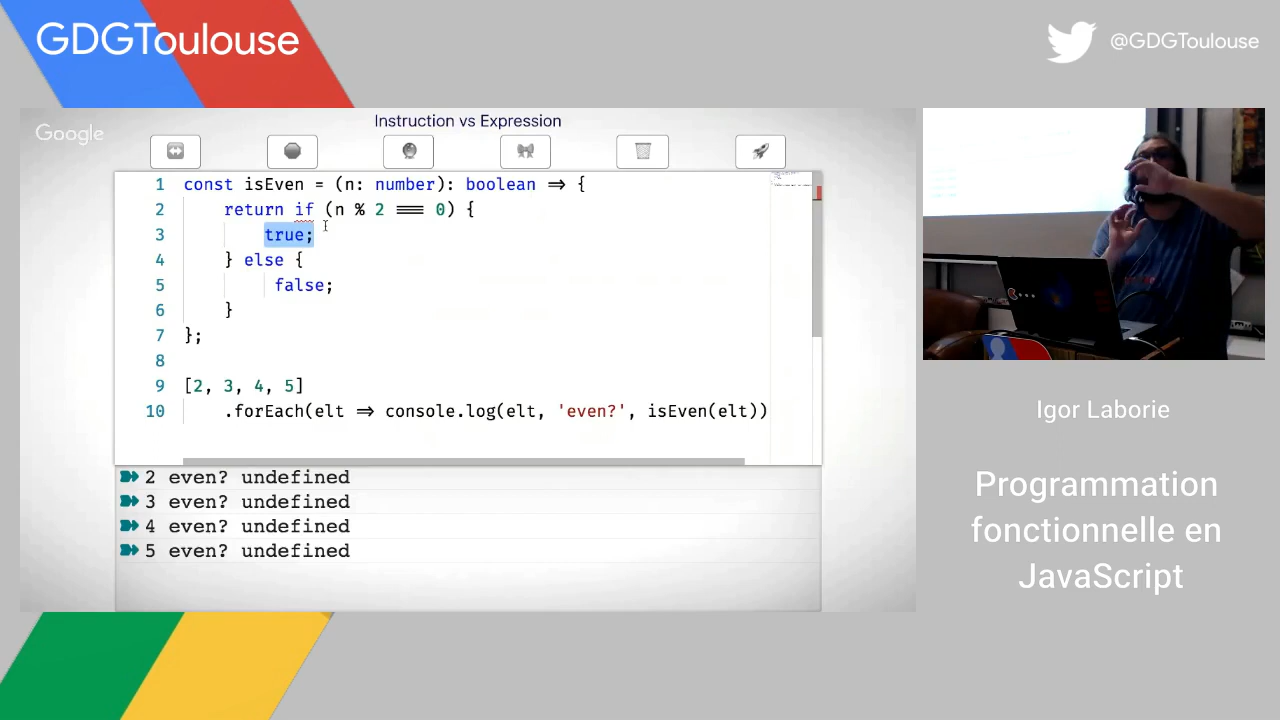 GDGToulouse
@GDGToulouse
Google
Instruction vs Expression
1 const isEven = (n: number): boolean => {
2 return if (n % 2 === 0) {
3 true;
4 } else {
5 false;
6 }
7 };
8
9 [2, 3, 4, 5]
10 .forEach(elt => console.log(elt, 'even?', isEven(elt))
2 even? undefined
3 even? undefined
4 even? undefined
5 even? undefined
Igor Laborie
Programmation
fonctionnelle en
JavaScript